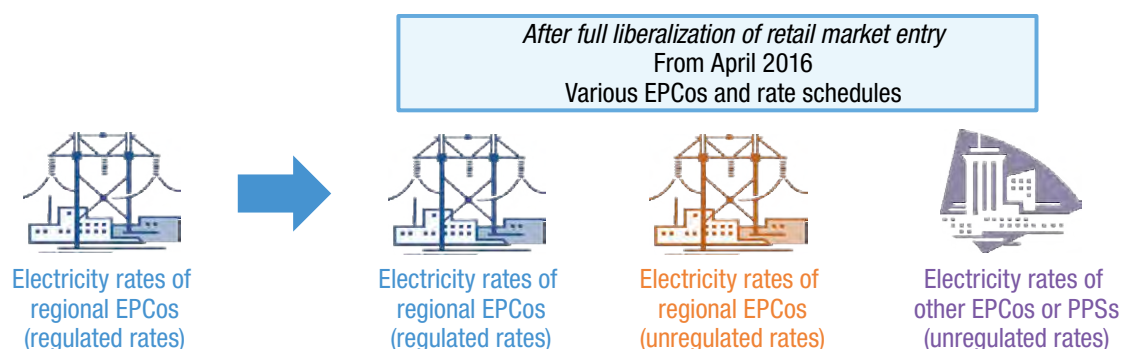 After full liberalization of retail market entry
From April 2016
Various EPCos and rate schedules
Electricity rates of
regional EPCos
(regulated rates)
Electricity rates of
regional EPCos
(regulated rates)
Electricity rates of
regional EPCos
(unregulated rates)
Electricity rates of
other EPCos or PPSs
(unregulated rates)